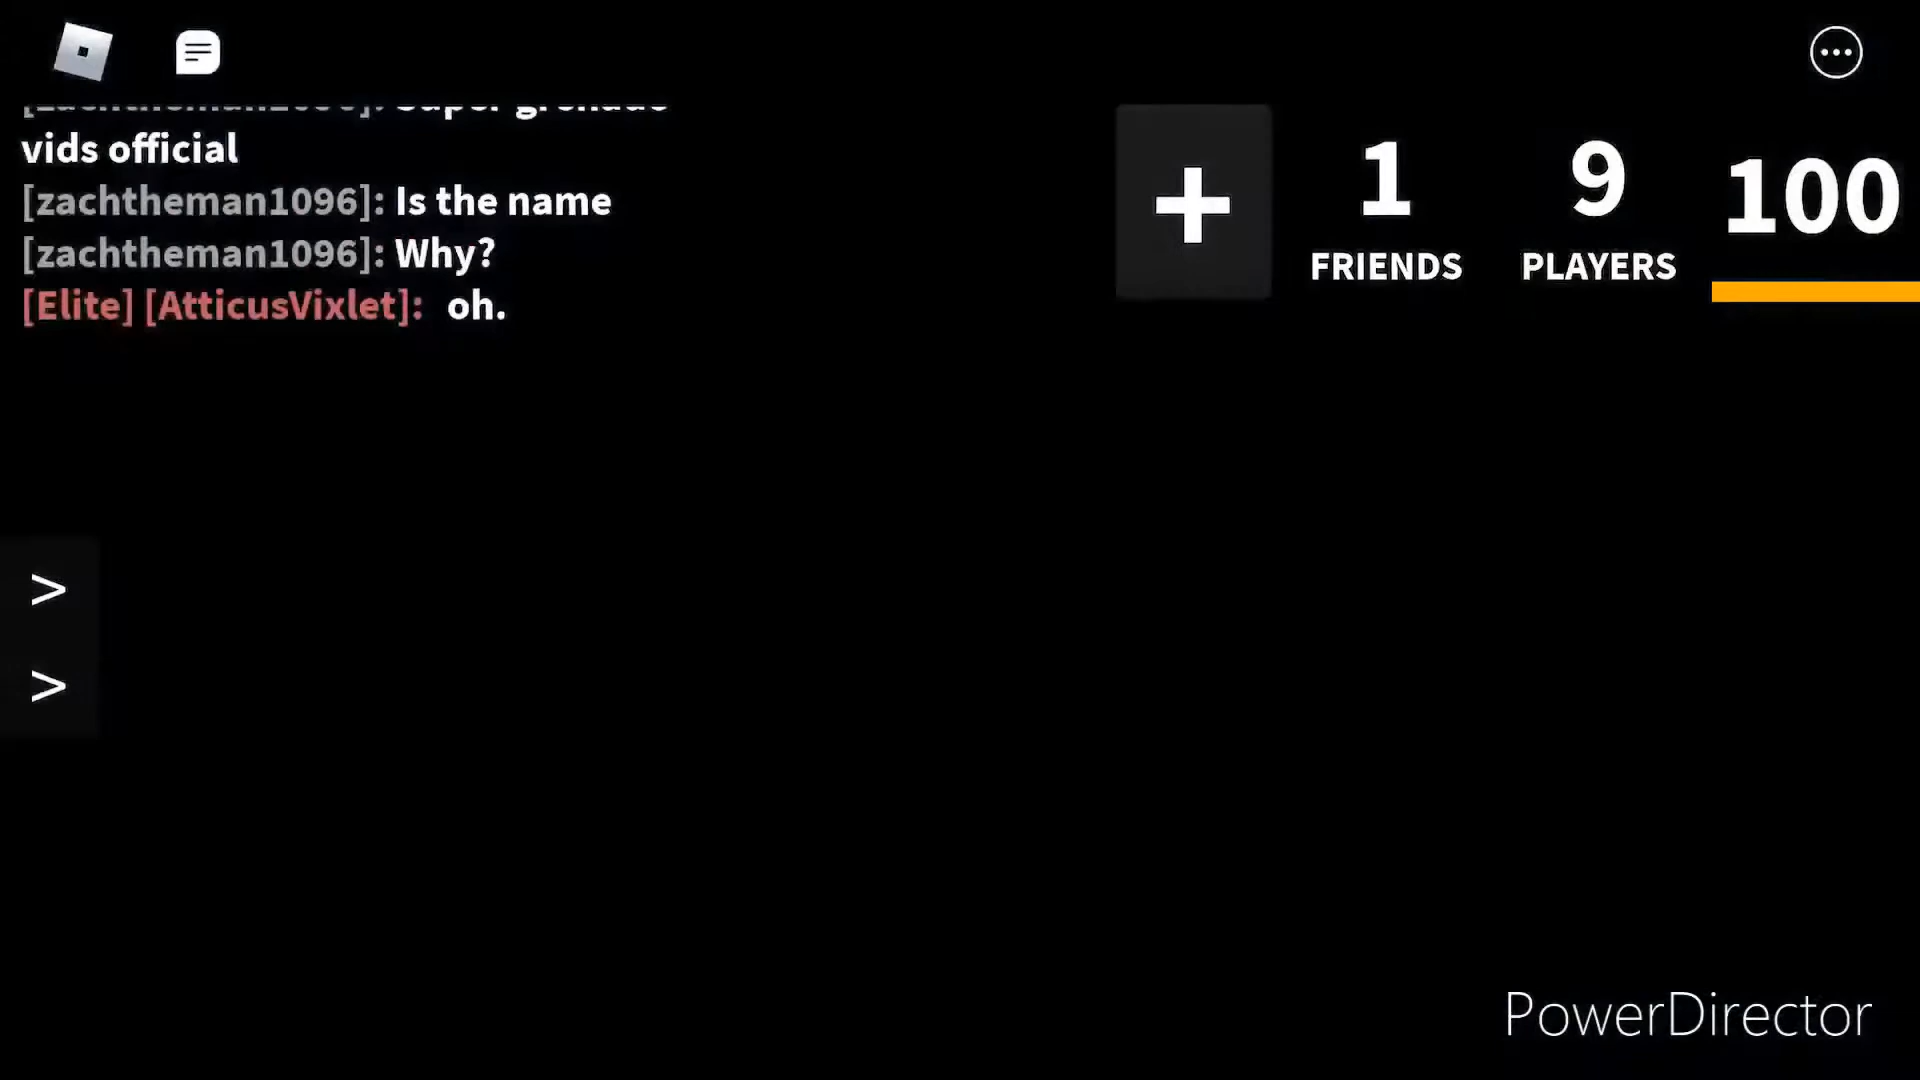 vids official
[zachtheman1096]: Is the name
[zachtheman1096]: Why?
[Elite] [AtticusVixlet]: oh.
1
FRIENDS
9
PLAYERS
100
>
>
PowerDirector